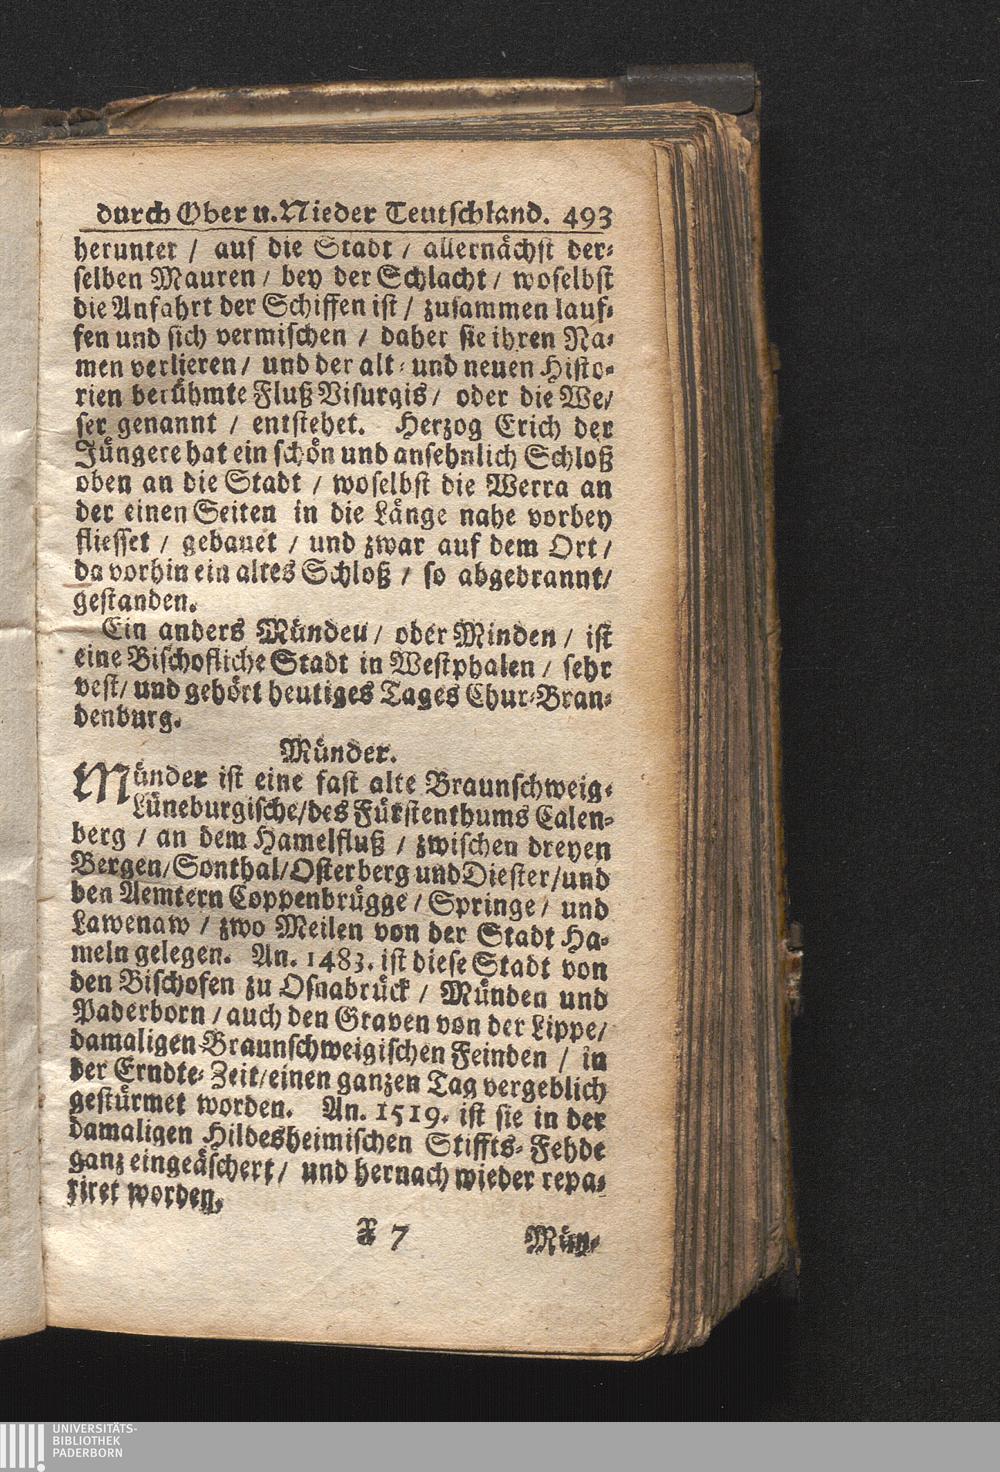 durch Ober u. Nieder Teutschland. 493
herunter / auf die Stadt / allernächst der-
selben Mauren / bey der Schlacht / woselbst
die Anfahrt der Schiffen ist / zusammen lauf-
fen und sich vermischen / daher sie ihren Na-
men verlieren / und der alt- und neuen Histo-
rien berühmte Fluß Visurgis / oder die We-
ser genannt / entstehet. Herzog Erich der
Jüngere hat ein schön und ansehnlich Schloß
oben an die Stadt / woselbst die Werra an
der einen Seiten in die Länge nahe vorbey
fliesset / gebauet / und zwar auf dem Ort /
da vorhin ein altes Schloß / so abgebrannt /
gestanden.
Ein anders Münden / oder Minden / ist
eine Bischofliche Stadt in Westphalen / sehr
vest / und gehört heutiges Tages Chur-Bran-
denburg.
Münder.
Münder ist eine fast alte Braunschweig-
Lüneburgische / des Fürstenthums Calen-
berg / an dem Hamelfluß / zwischen dreyen
Bergen / Sonthal / Osterberg und Diester / und
den Aemtern Coppenbrügge / Springe / und
Lawenaw / zwo Meilen von der Stadt Ha-
meln gelegen. An. 1483. ist diese Stadt von
den Bischofen zu Osnabrück / Münden und
Paderborn / auch den Graven von der Lippe /
damaligen Braunschweigischen Feinden / in
der Erndte-Zeit / einen ganzen Tag vergeblich
gestürmet worden. An. 1519. ist sie in der
damaligen Hildesheimischen Stiffts-Fehde
ganz eingeäschert / und hernach wieder repa-
riret worden.
X 7 Mün-
UNIVERSITÄTS-
BIBLIOTHEK
PADERBORN